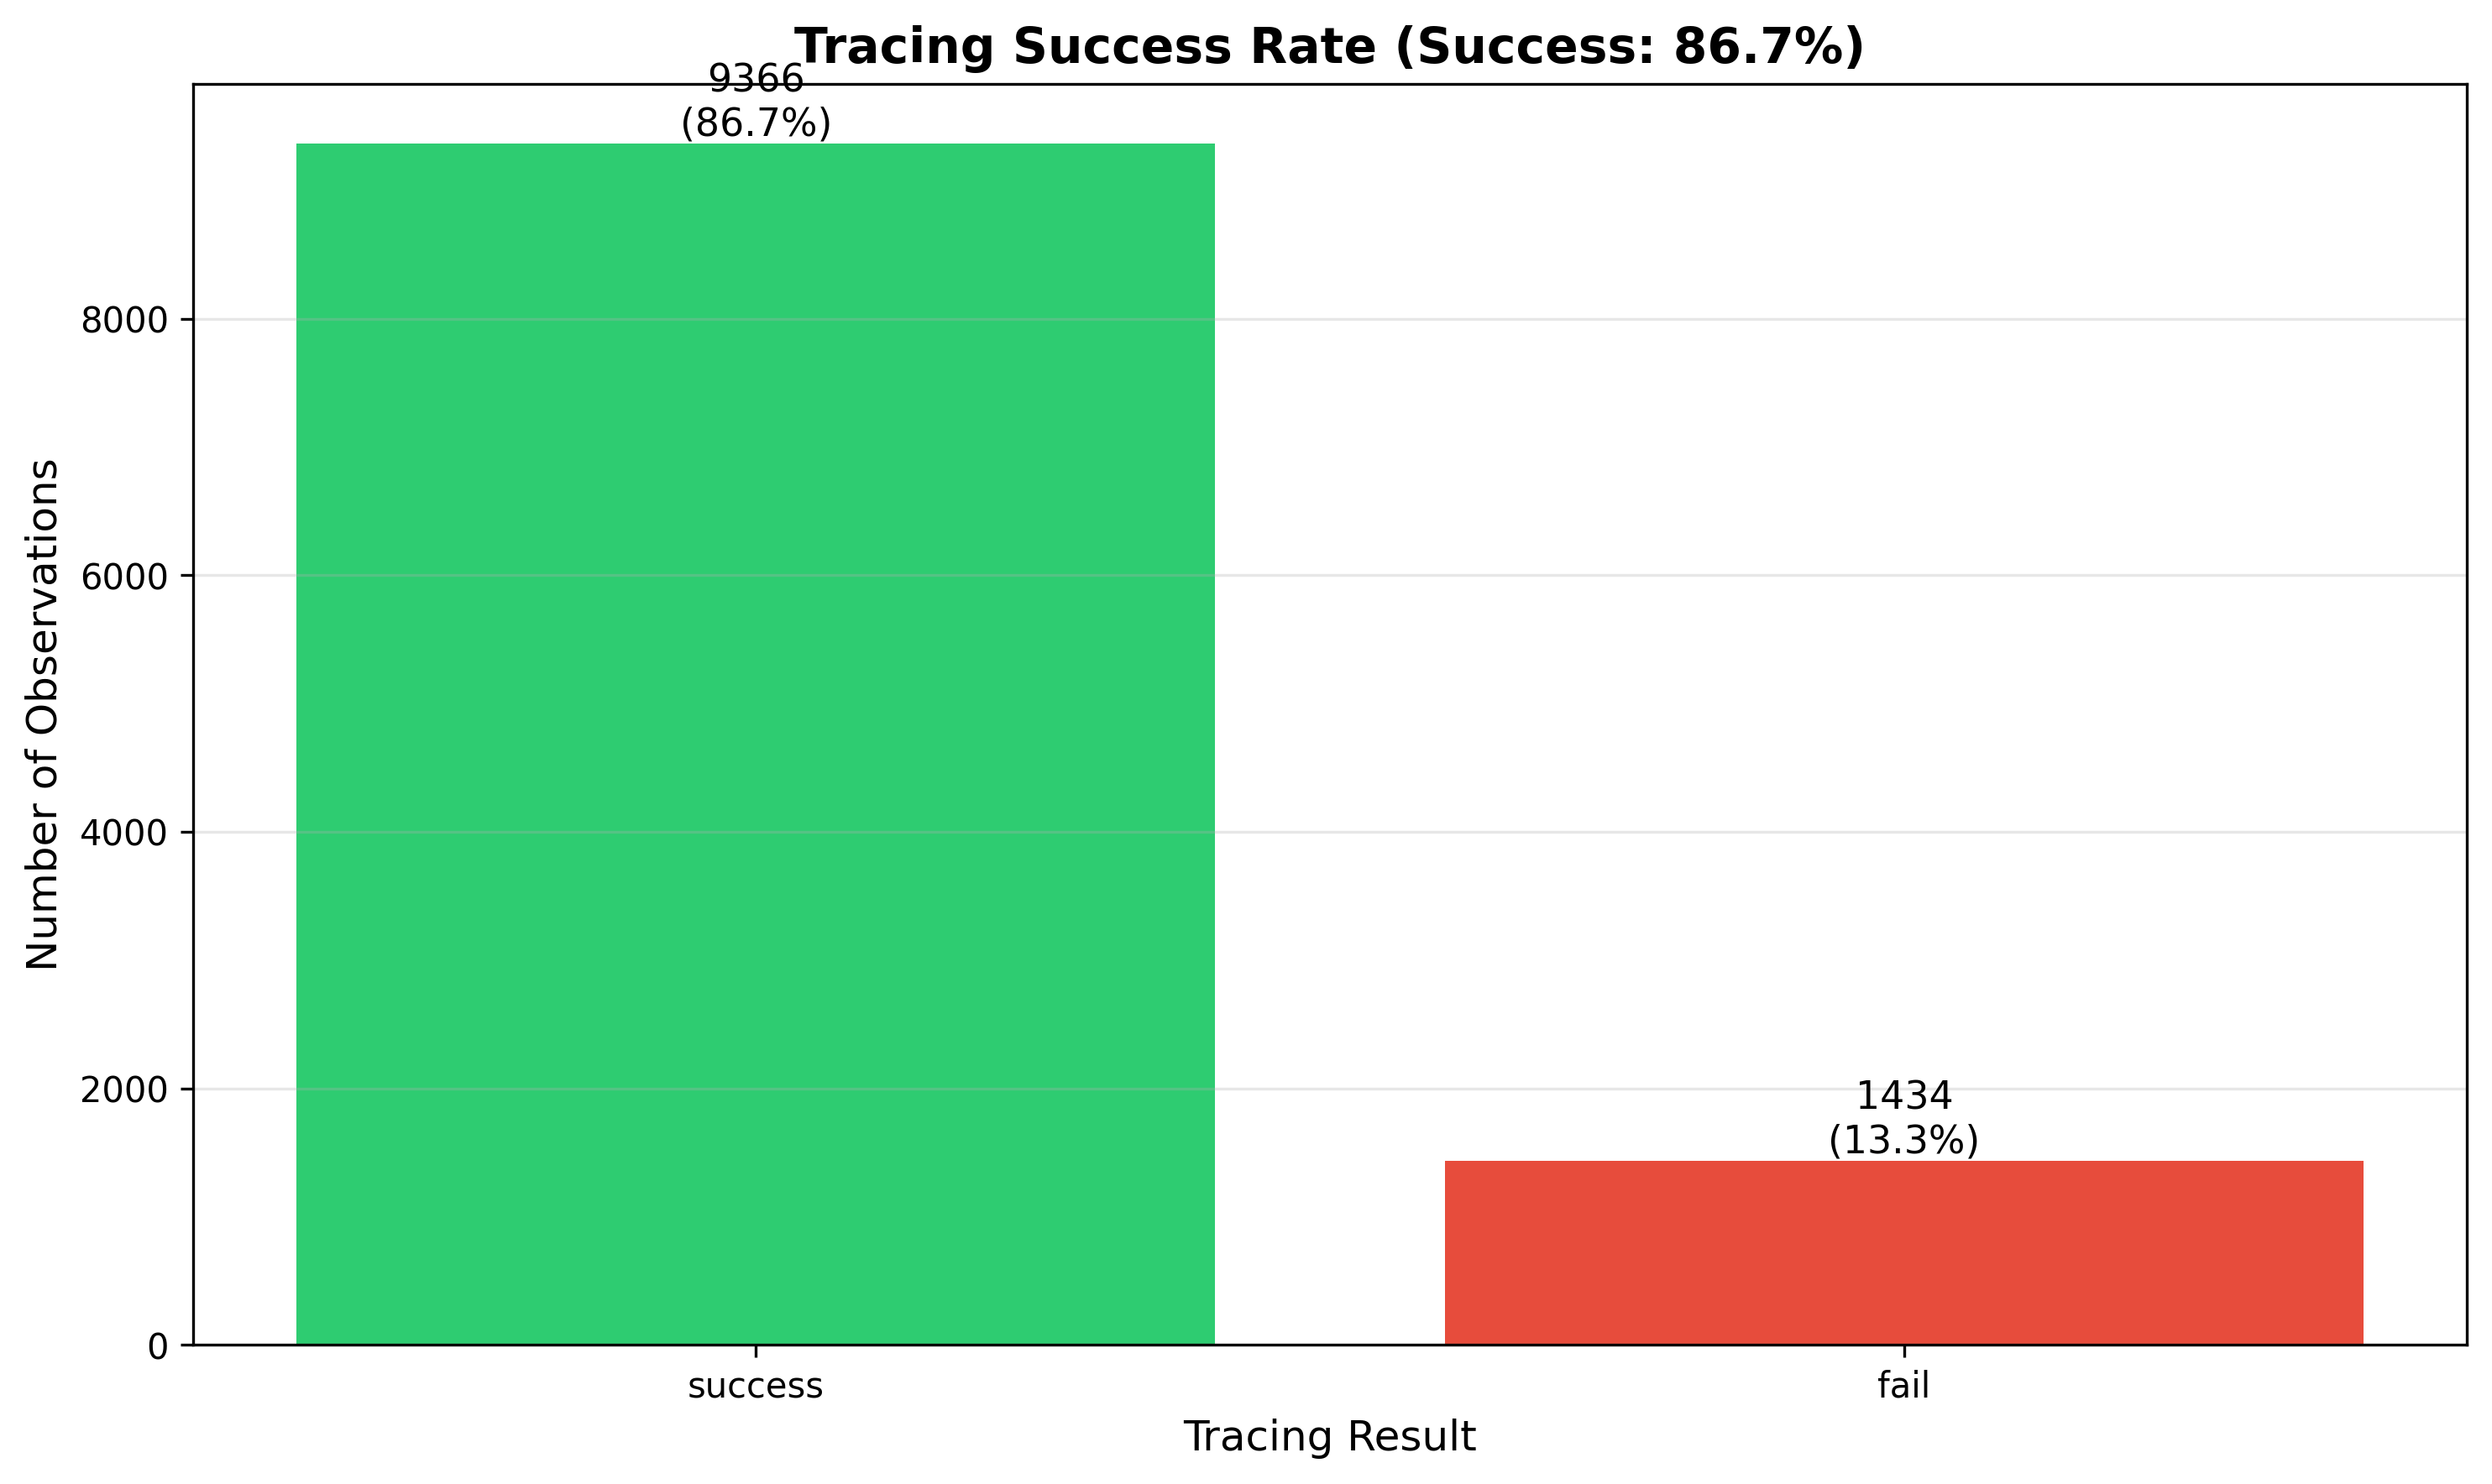 Tracing Success Rate (Success: 86.7%)
9366
(86.7%)
8000
6000
4000
2000
0
Number of Observations
1434
(13.3%)
success
fail
Tracing Result